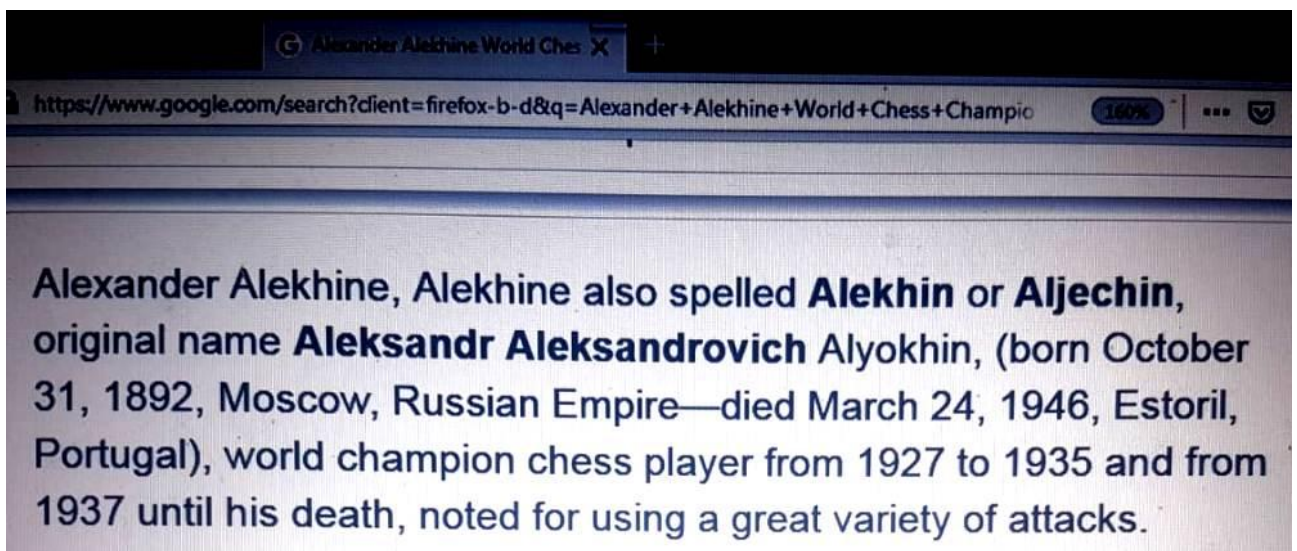 G Alexander Alekhine World Ches X +
https://www.google.com/search?client=firefox-b-d&q=Alexander+Alekhine+World+Chess+Champio 160% ...
Alexander Alekhine, Alekhine also spelled Alekhin or Aljechin,
original name Aleksandr Aleksandrovich Alyokhin, (born October
31, 1892, Moscow, Russian Empire—died March 24, 1946, Estoril,
Portugal), world champion chess player from 1927 to 1935 and from
1937 until his death, noted for using a great variety of attacks.